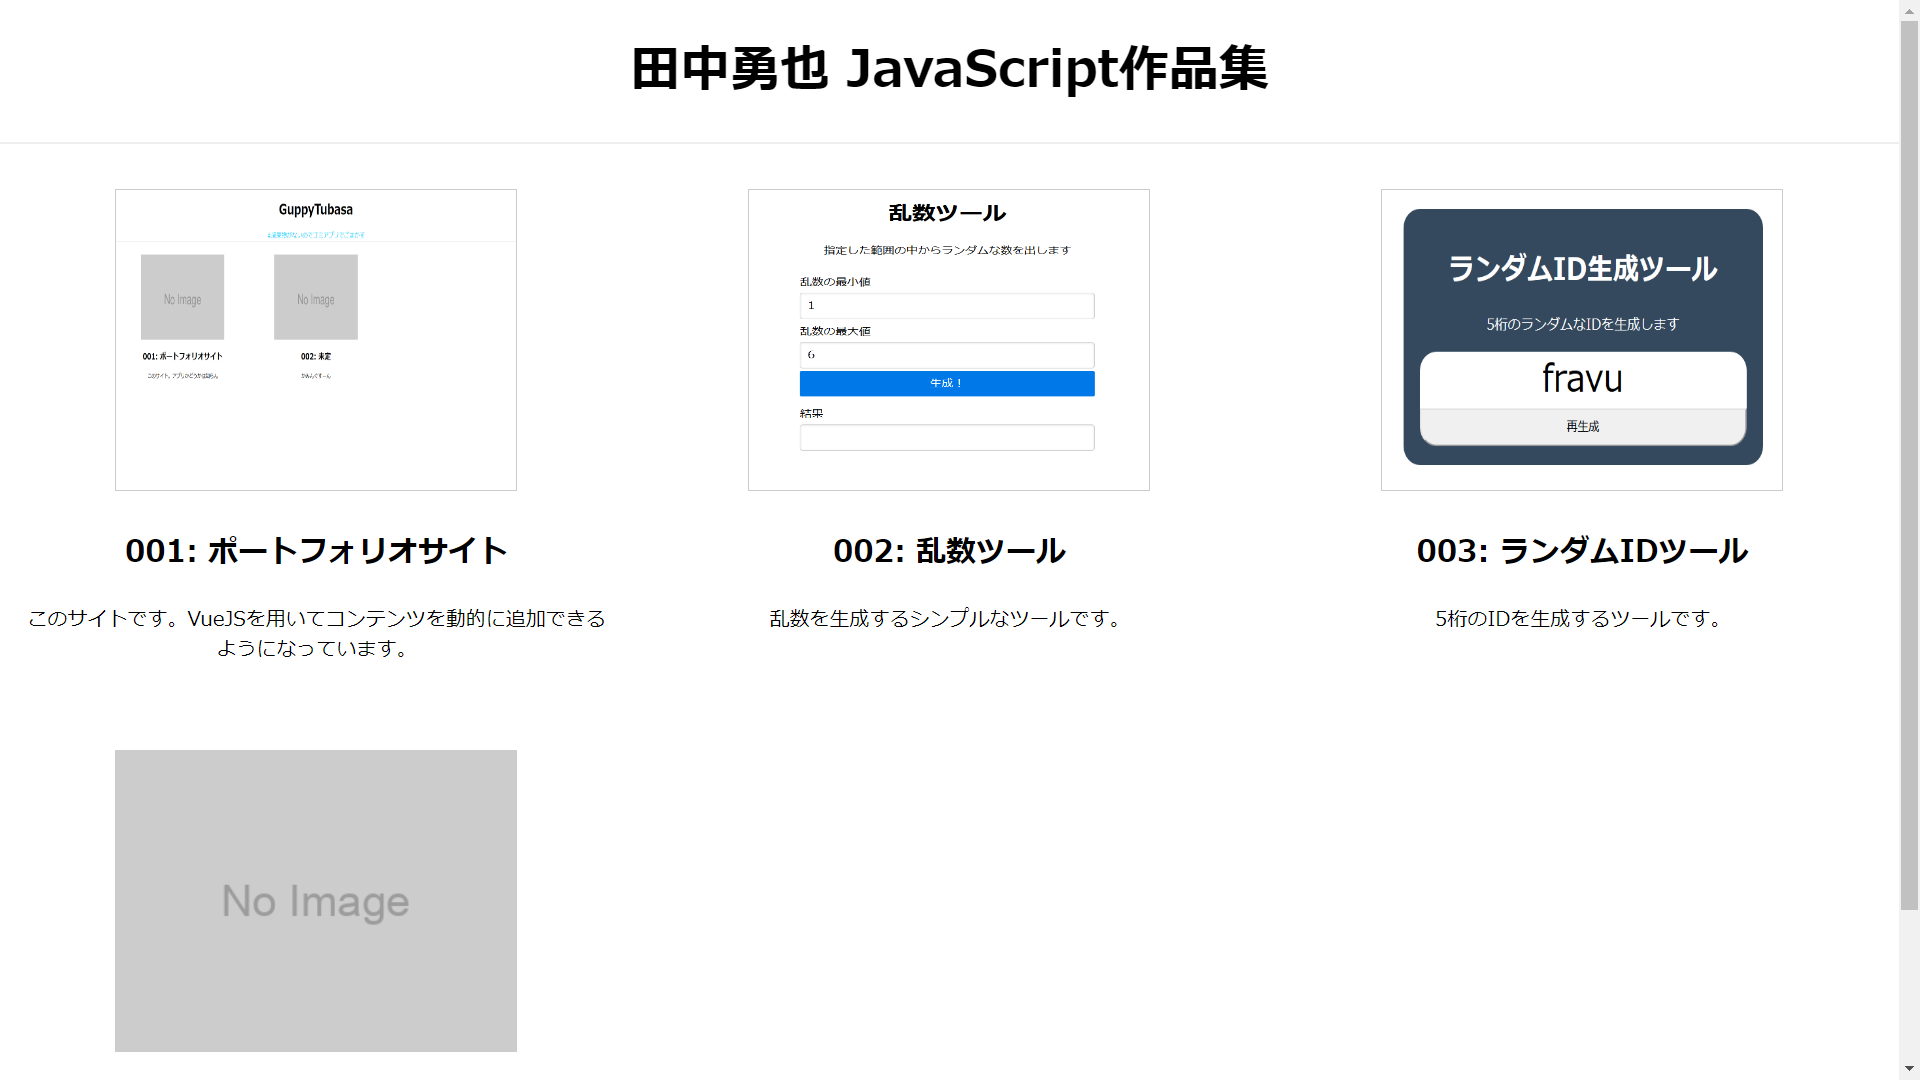 田中勇也 JavaScript作品集
GuppyTubasa
No Image
No Image
001: ポートフォリオサイト
002: 未定
乱数ツール
指定した範囲の中からランダムな数を出します
乱数の最小値
1
乱数の最大値
6
生成！
結果
ランダムID生成ツール
5桁のランダムなIDを生成します
fravu
再生成
001: ポートフォリオサイト
002: 乱数ツール
003: ランダムIDツール
このサイトです。VueJSを用いてコンテンツを動的に追加できる
ようになっています。
乱数を生成するシンプルなツールです。
5桁のIDを生成するツールです。
No Image